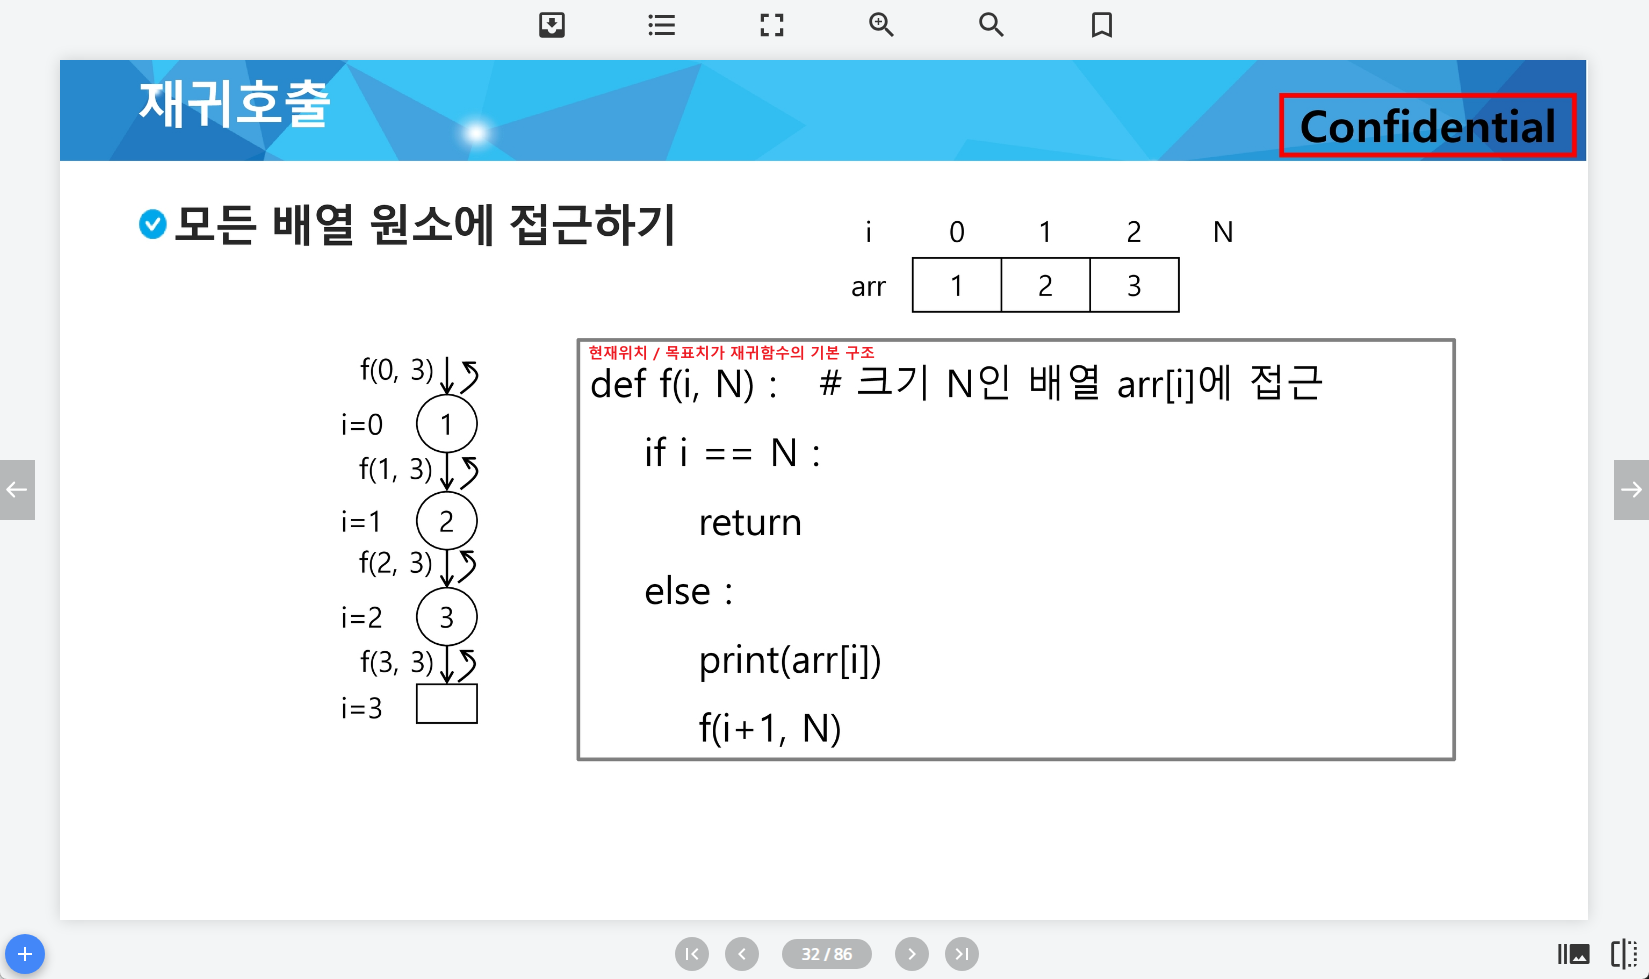 재귀호출
Confidential
모든 배열 원소에 접근하기
i 0 1 2 N
arr 1 2 3
f(0, 3)
i=0 1
f(1, 3)
i=1 2
f(2, 3)
i=2 3
f(3, 3)
i=3
현재위치 / 목표치가 재귀함수의 기본 구조
def f(i, N) : # 크기 N인 배열 arr[i]에 접근
if i == N :
return
else :
print(arr[i])
f(i+1, N)
32 / 86